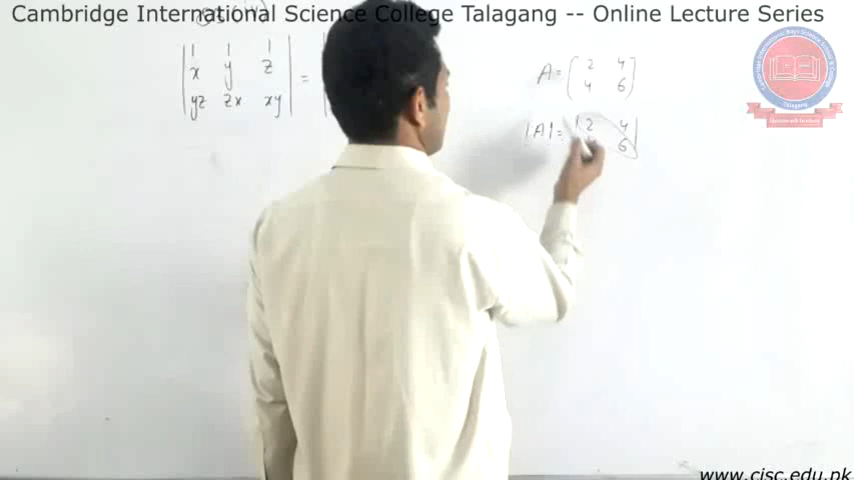 Cambridge International Science College Talagang -- Online Lecture Series
| 1 1 1 |
| x y z | =
| yz zx xy |
A = [ 2 4
4 6 ]
|A| = | 2 4
6 |
Talagang
www.cisc.edu.pk